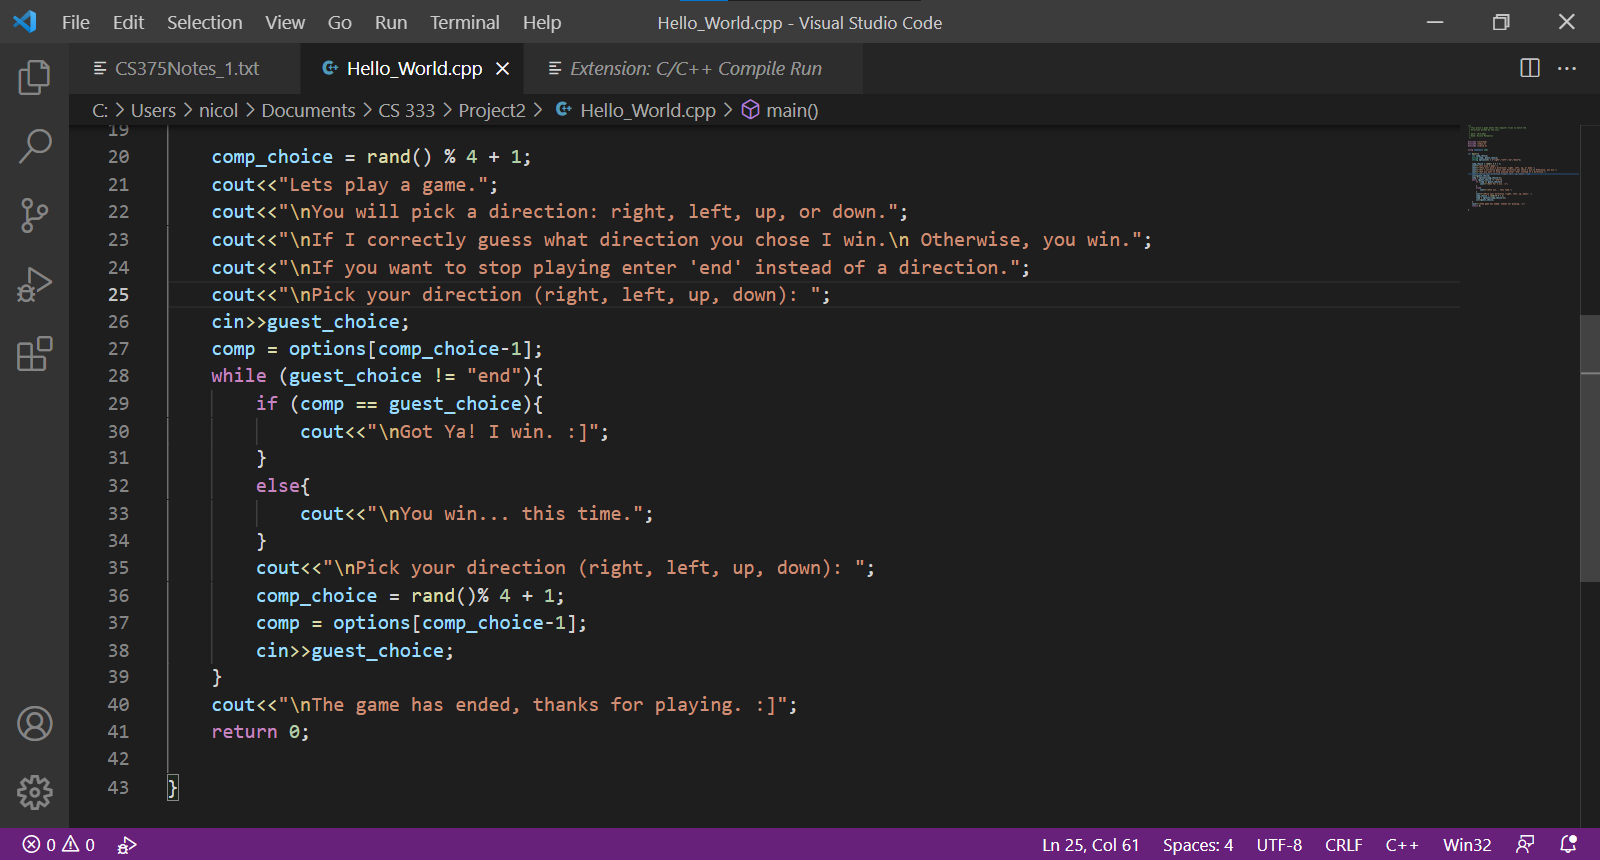 File Edit Selection View Go Run Terminal Help Hello_World.cpp - Visual Studio Code
CS375Notes_1.txt Hello_World.cpp Extension: C/C++ Compile Run
C: > Users > nicol > Documents > CS 333 > Project2 > Hello_World.cpp > main()
19
20 comp_choice = rand() % 4 + 1;
21 cout<<"Lets play a game.";
22 cout<<"\nYou will pick a direction: right, left, up, or down.";
23 cout<<"\nIf I correctly guess what direction you chose I win.\n Otherwise, you win.";
24 cout<<"\nIf you want to stop playing enter 'end' instead of a direction.";
25 cout<<"\nPick your direction (right, left, up, down): ";
26 cin>>guest_choice;
27 comp = options[comp_choice-1];
28 while (guest_choice != "end"){
29 if (comp == guest_choice){
30 cout<<"\nGot Ya! I win. :]";
31 }
32 else{
33 cout<<"\nYou win... this time.";
34 }
35 cout<<"\nPick your direction (right, left, up, down): ";
36 comp_choice = rand()% 4 + 1;
37 comp = options[comp_choice-1];
38 cin>>guest_choice;
39 }
40 cout<<"\nThe game has ended, thanks for playing. :]";
41 return 0;
42
43 }
0 0 Ln 25, Col 61 Spaces: 4 UTF-8 CRLF C++ Win32